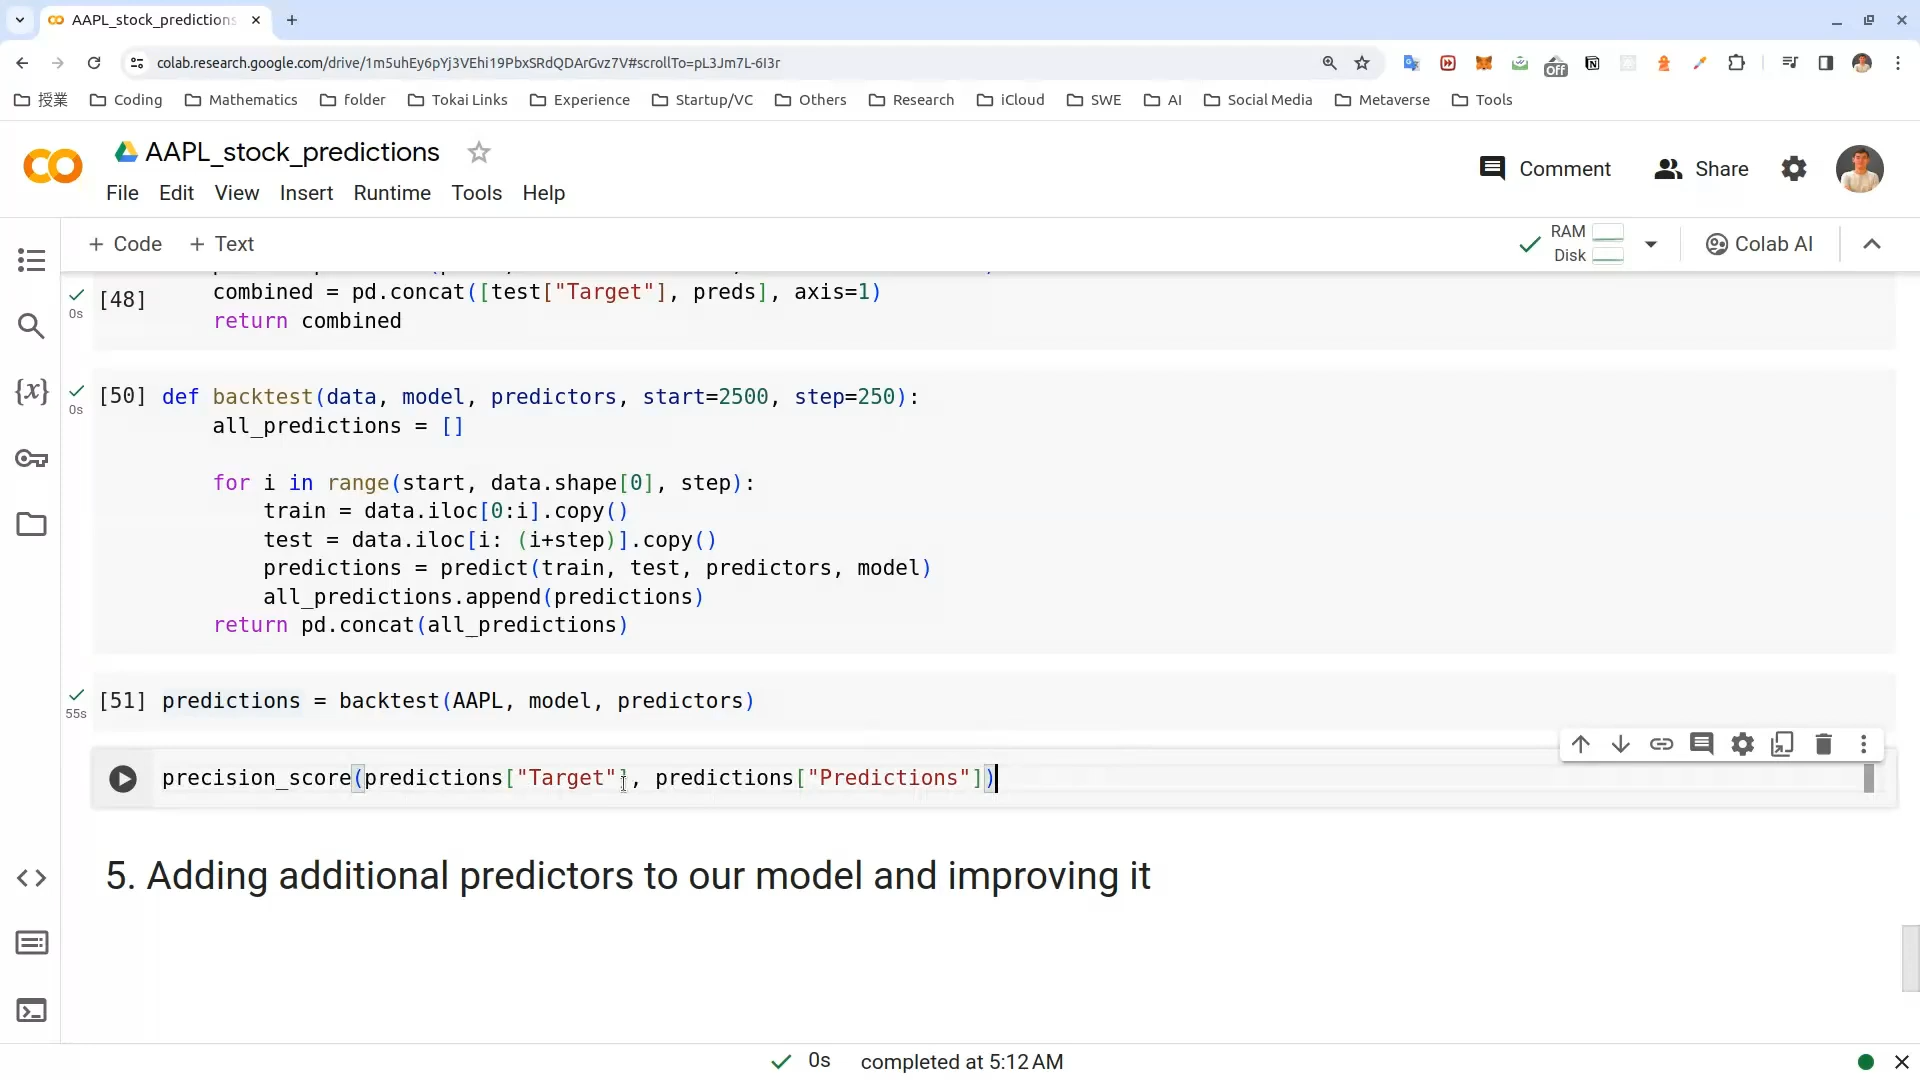 AAPL_stock_predictions
colab.research.google.com/drive/1m5uhEy6pYj3VEhi19PbxSRdQDArGvz7V#scrollTo=pL3Jm7L-6I3r
Off
授業 Coding Mathematics folder Tokai Links Experience Startup/VC Others Research iCloud SWE AI Social Media Metaverse Tools
AAPL_stock_predictions
Comment Share
File Edit View Insert Runtime Tools Help
+ Code + Text
RAM
Disk
Colab AI
[48] combined = pd.concat([test["Target"], preds], axis=1)
0s
return combined
[50] def backtest(data, model, predictors, start=2500, step=250):
0s
all_predictions = []
for i in range(start, data.shape[0], step):
train = data.iloc[0:i].copy()
test = data.iloc[i: (i+step)].copy()
predictions = predict(train, test, predictors, model)
all_predictions.append(predictions)
return pd.concat(all_predictions)
[51] predictions = backtest(AAPL, model, predictors)
55s
precision_score(predictions["Target"], predictions["Predictions"])
5. Adding additional predictors to our model and improving it
0s completed at 5:12 AM